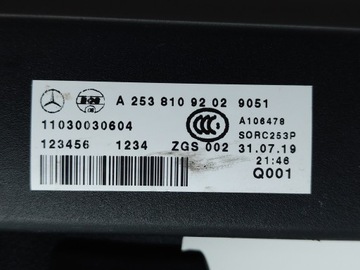 A 253 810 92 02 9051
11030030604
A106478
SORC253P
123456 1234 ZGS 002 31.07.19
21:46
Q001